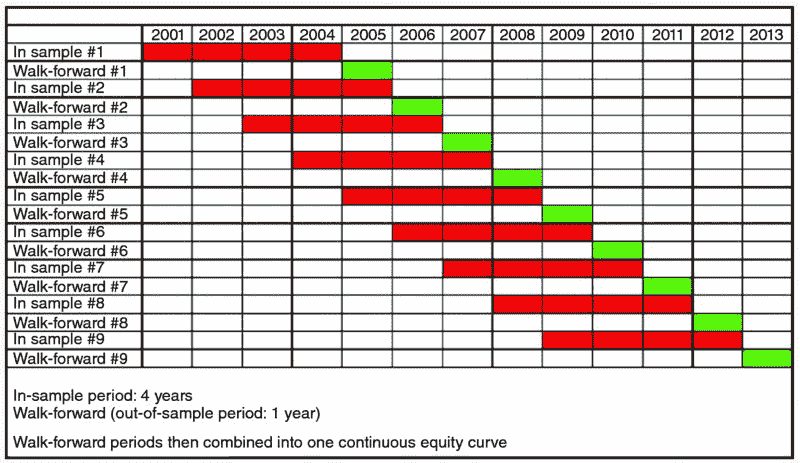 2001 2002 2003 2004 2005 2006 2007 2008 2009 2010 2011 2012 2013
In sample #1
Walk-forward #1
In sample #2
Walk-forward #2
In sample #3
Walk-forward #3
In sample #4
Walk-forward #4
In sample #5
Walk-forward #5
In sample #6
Walk-forward #6
In sample #7
Walk-forward #7
In sample #8
Walk-forward #8
In sample #9
Walk-forward #9
In-sample period: 4 years
Walk-forward (out-of-sample period: 1 year)
Walk-forward periods then combined into one continuous equity curve